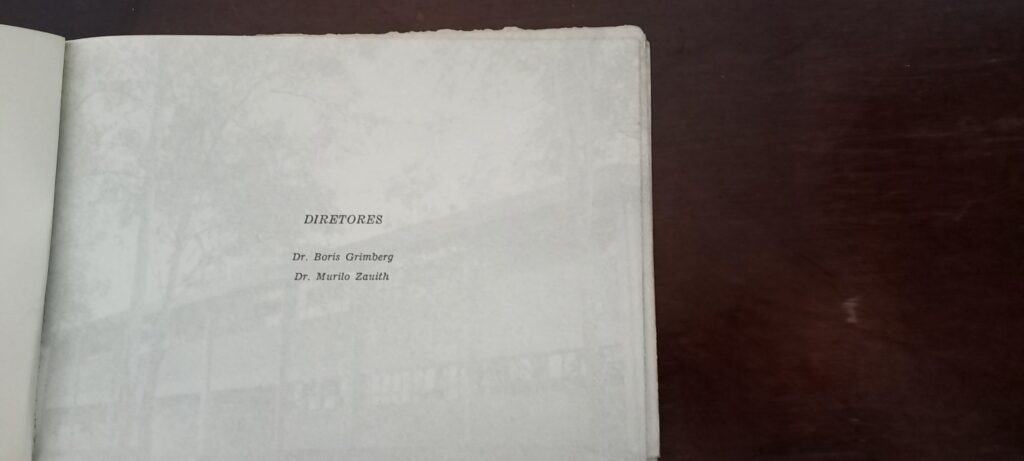 DIRETORES
Dr. Boris Grimberg
Dr. Murilo Zauith